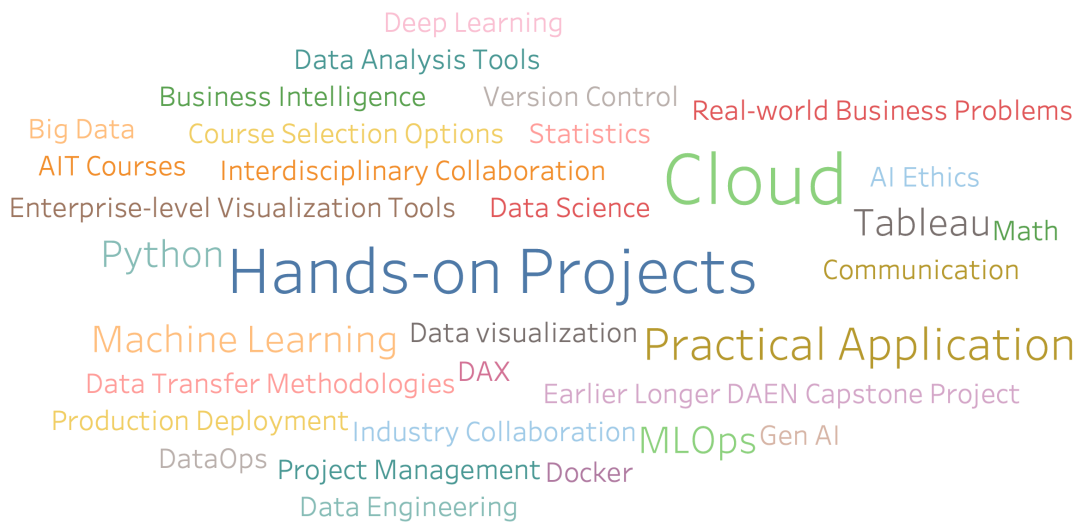 Deep Learning
Data Analysis Tools
Business Intelligence
Version Control
Real-world Business Problems
Big Data
Course Selection Options
Statistics
AIT Courses
Interdisciplinary Collaboration
Cloud
AI Ethics
Enterprise-level Visualization Tools
Data Science
Tableau
Math
Python
Hands-on Projects
Communication
Machine Learning
Data visualization
Practical Application
Data Transfer Methodologies
DAX
Earlier Longer DAEN Capstone Project
Production Deployment
Industry Collaboration
MLOps
Gen AI
DataOps
Project Management
Docker
Data Engineering